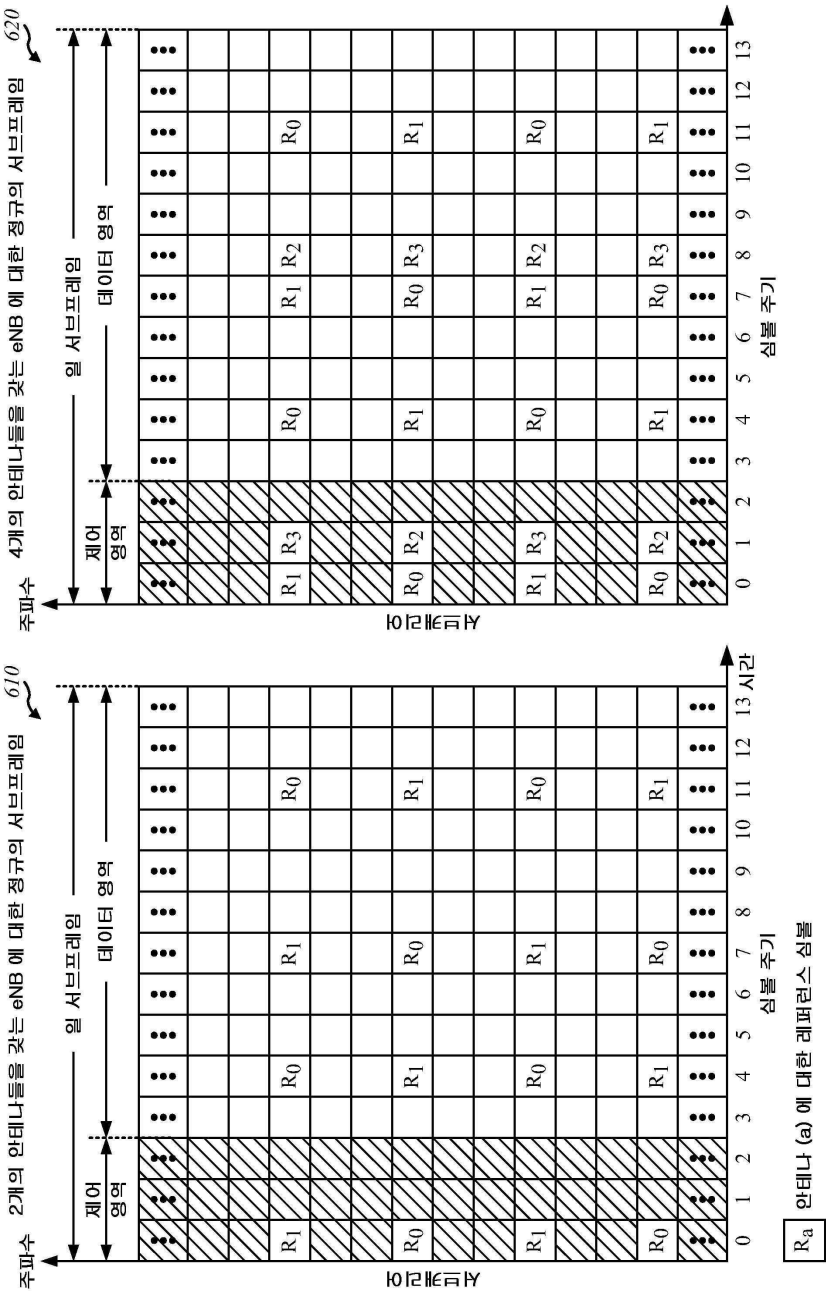 610
2개의 안테나들을 갖는 eNB 에 대한 정규의 서브프레임
주파수
일 서브프레임
제어
영역
데이터 영역
서브캐리어
••• ••• ••• ••• ••• ••• ••• ••• ••• ••• ••• ••• ••• •••
R1 R0 R1 R0
R0 R1 R0 R1
R1 R0 R1 R0
R0 R1 R0 R1
••• ••• ••• ••• ••• ••• ••• ••• ••• ••• ••• ••• ••• •••
0 1 2 3 4 5 6 7 8 9 10 11 12 13
시간
심볼 주기
620
4개의 안테나들을 갖는 eNB 에 대한 정규의 서브프레임
주파수
일 서브프레임
제어
영역
데이터 영역
서브캐리어
••• ••• ••• ••• ••• ••• ••• ••• ••• ••• ••• ••• ••• •••
R1 R3 R0 R1 R2 R0
R0 R2 R1 R0 R3 R1
R1 R3 R0 R1 R2 R0
R0 R2 R1 R0 R3 R1
••• ••• ••• ••• ••• ••• ••• ••• ••• ••• ••• ••• ••• •••
0 1 2 3 4 5 6 7 8 9 10 11 12 13
심볼 주기
Ra 안테나 (a) 에 대한 레퍼런스 심볼